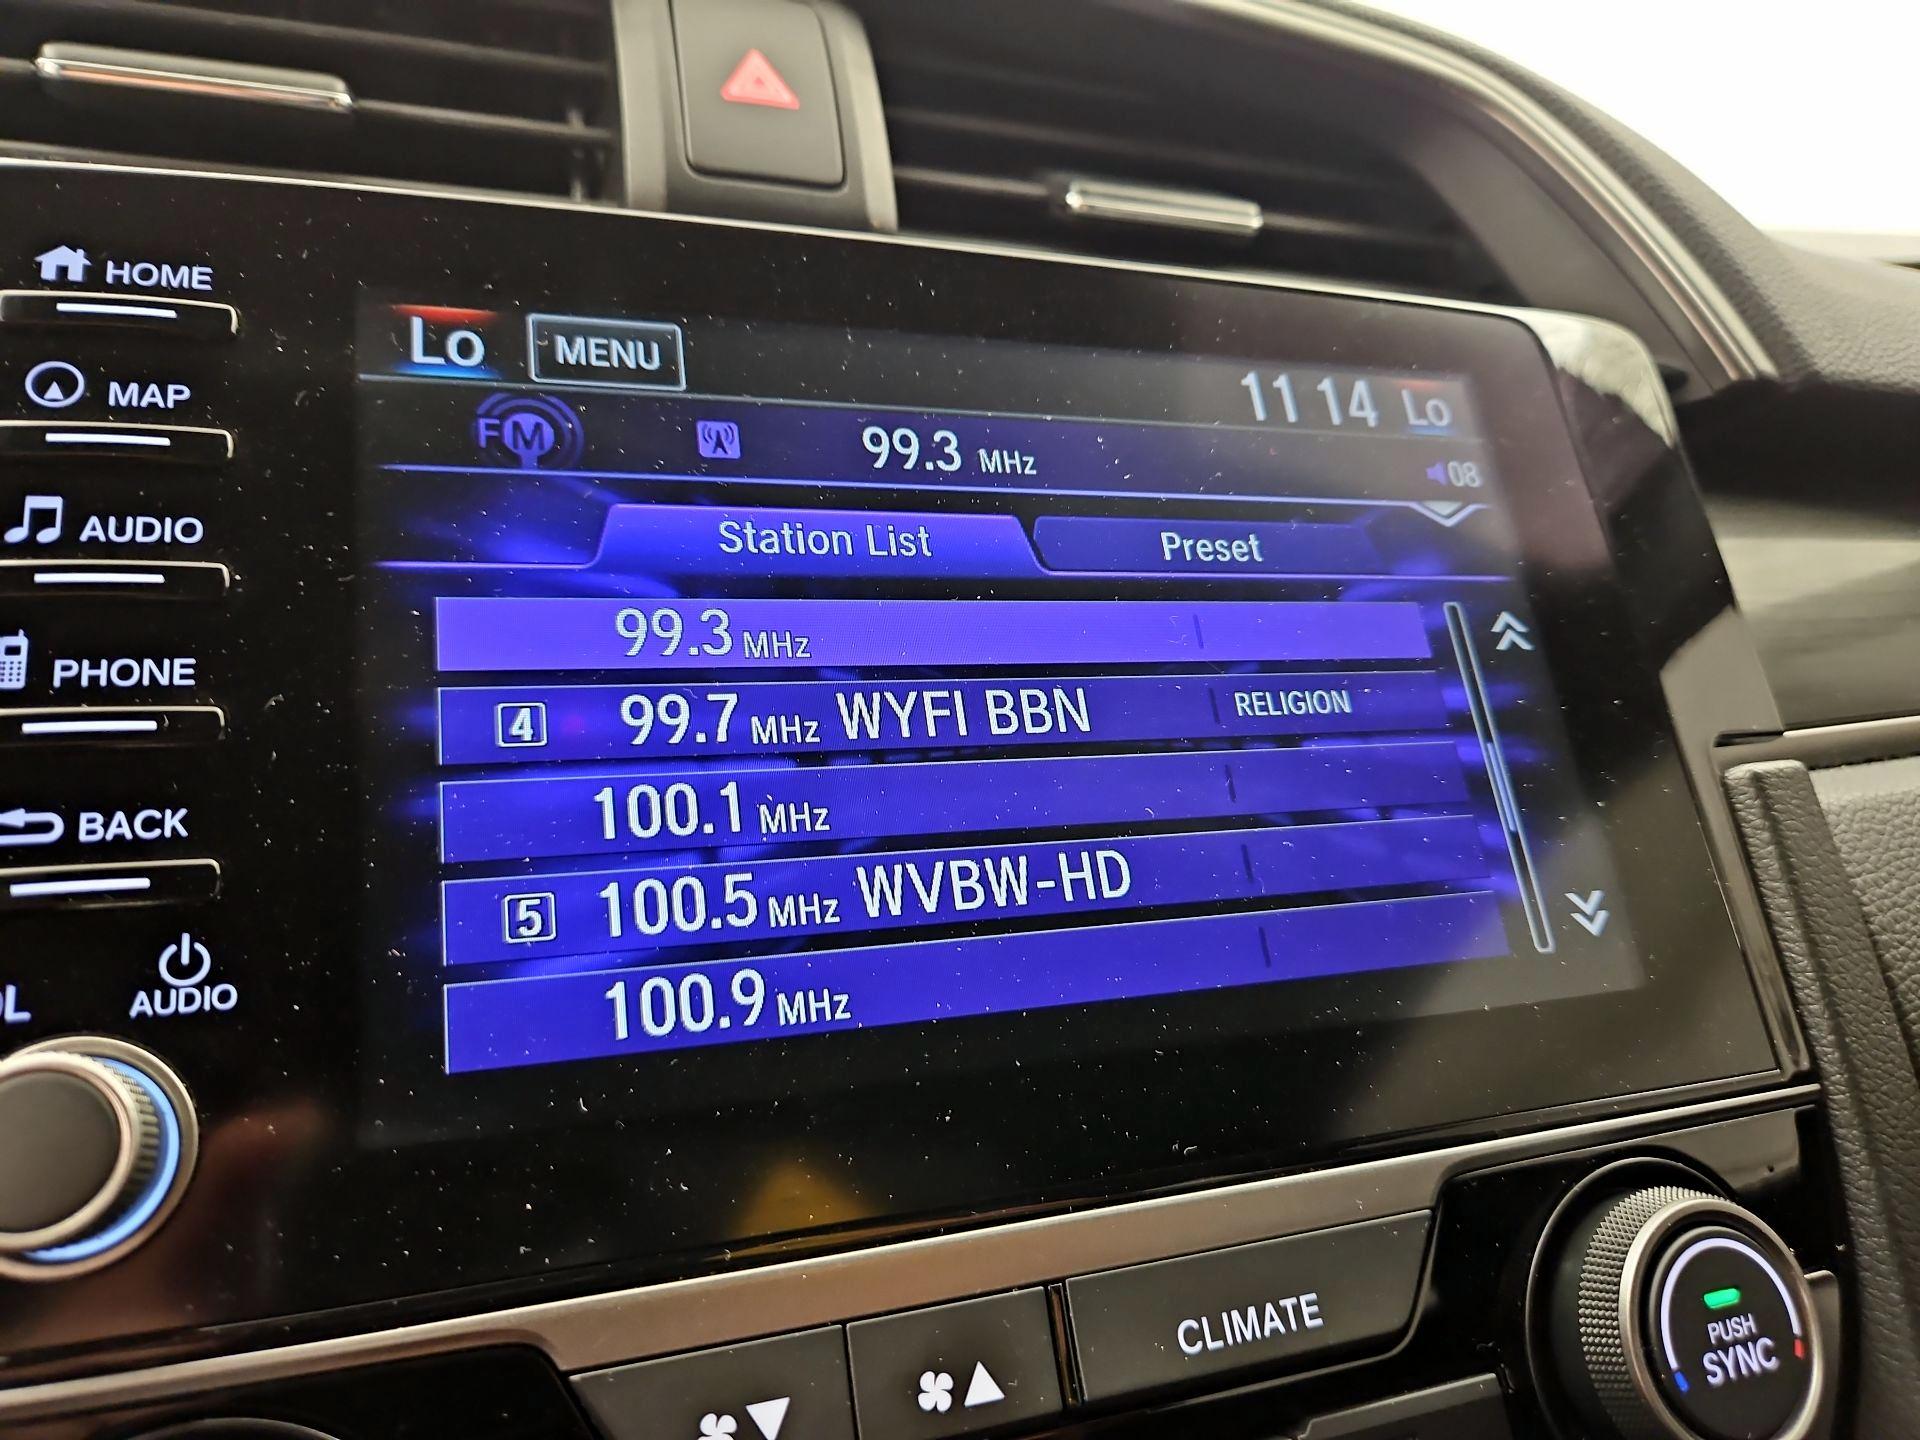 HOME
MAP
AUDIO
PHONE
BACK
AUDIO
Lo MENU 11 14 Lo
FM 99.3 MHz 08
Station List Preset
99.3 MHz
4 99.7 MHz WYFI BBN RELIGION
100.1 MHz
5 100.5 MHz WVBW-HD
100.9 MHz
CLIMATE
PUSH
SYNC